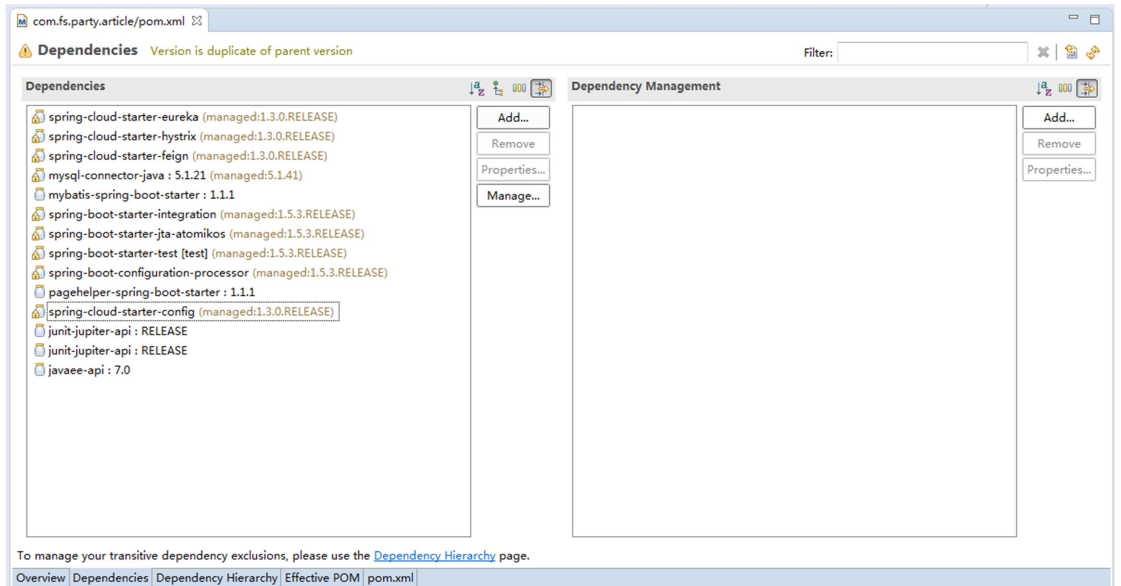 com.fs.party.article/pom.xml
Dependencies Version is duplicate of parent version Filter:
Dependencies
Dependency Management
spring-cloud-starter-eureka (managed:1.3.0.RELEASE)
spring-cloud-starter-hystrix (managed:1.3.0.RELEASE)
spring-cloud-starter-feign (managed:1.3.0.RELEASE)
mysql-connector-java : 5.1.21 (managed:5.1.41)
mybatis-spring-boot-starter : 1.1.1
spring-boot-starter-integration (managed:1.5.3.RELEASE)
spring-boot-starter-jta-atomikos (managed:1.5.3.RELEASE)
spring-boot-starter-test [test] (managed:1.5.3.RELEASE)
spring-boot-configuration-processor (managed:1.5.3.RELEASE)
pagehelper-spring-boot-starter : 1.1.1
spring-cloud-starter-config (managed:1.3.0.RELEASE)
junit-jupiter-api : RELEASE
junit-jupiter-api : RELEASE
javaee-api : 7.0
Add...
Remove
Properties...
Manage...
Add...
Remove
Properties...
To manage your transitive dependency exclusions, please use the Dependency Hierarchy page.
Overview Dependencies Dependency Hierarchy Effective POM pom.xml